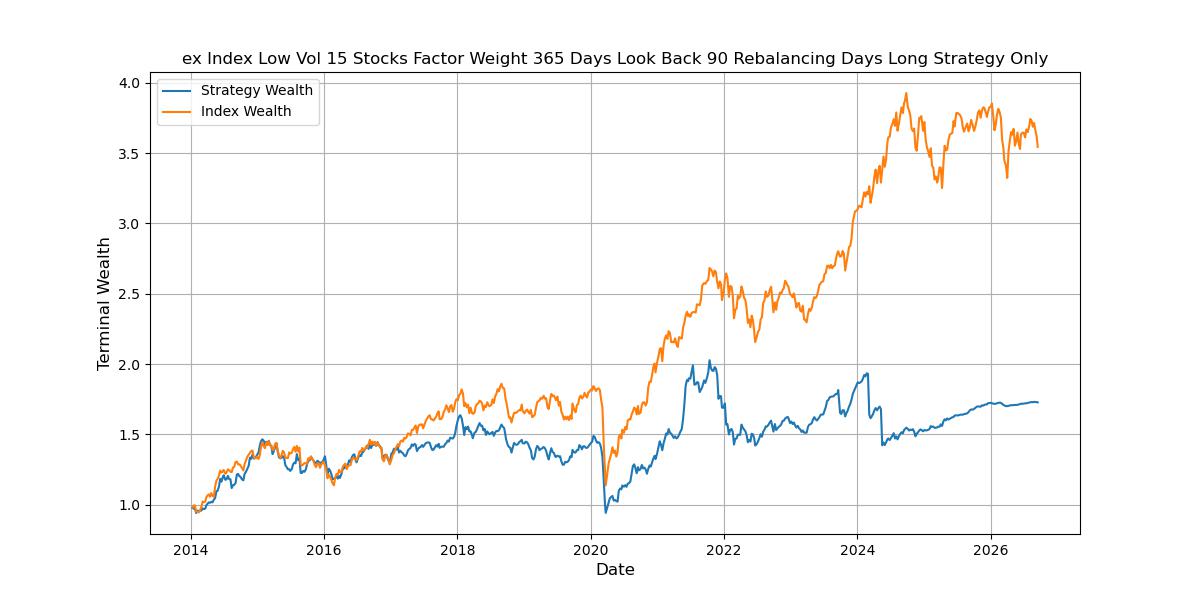 ex Index Low Vol 15 Stocks Factor Weight 365 Days Look Back 90 Rebalancing Days Long Strategy Only
Strategy Wealth
Index Wealth
Terminal Wealth
4.0
3.5
3.0
2.5
2.0
1.5
1.0
2014 2016 2018 2020 2022 2024 2026
Date